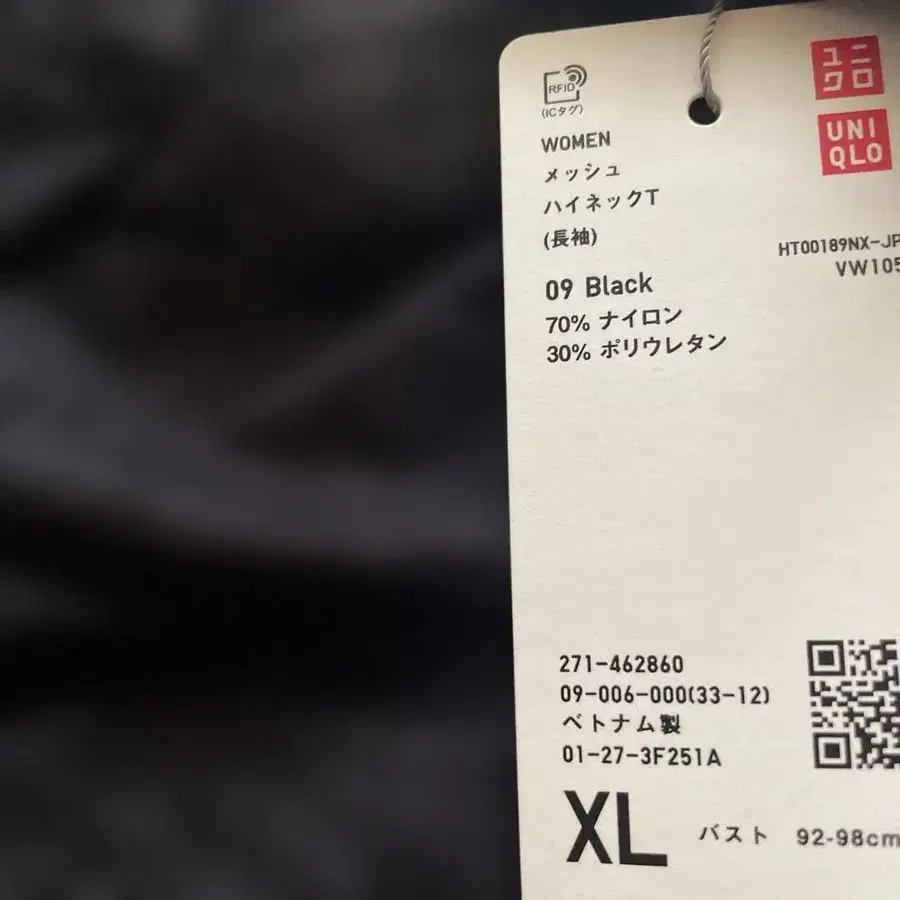 RFID
(ICタグ)
ユニ
クロ
UNI
QLO
WOMEN
メッシュ
ハイネックT
(長袖)
HT00189NX-JP
VW105
09 Black
70% ナイロン
30% ポリウレタン
271-462860
09-006-000(33-12)
ベトナム製
01-27-3F251A
XL バスト 92-98cm